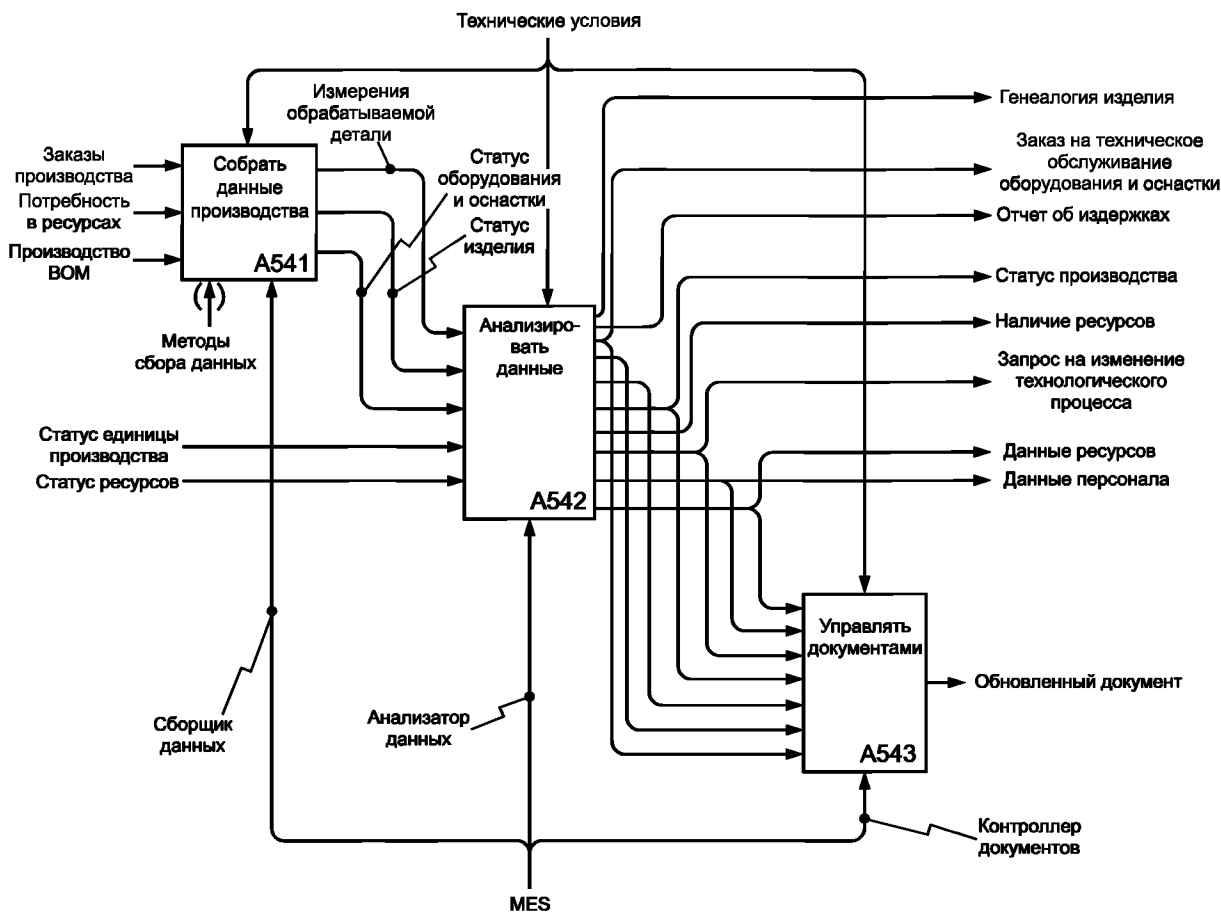 Технические условия
Измерения
обрабатываемой
детали
Генеалогия изделия
Заказы
производства
Потребность
в ресурсах
Производство
BOM
Собрать
данные
производства
A541
Статус
оборудования
и оснастки
Статус
изделия
Заказ на техническое
обслуживание
оборудования и оснастки
Отчет об издержках
Статус производства
Наличие ресурсов
Запрос на изменение
технологического
процесса
Данные ресурсов
Данные персонала
Методы
сбора данных
Анализиро-
вать
данные
A542
Статус единицы
производства
Статус ресурсов
Управлять
документами
A543
Обновленный документ
Сборщик
данных
Анализатор
данных
Контроллер
документов
MES